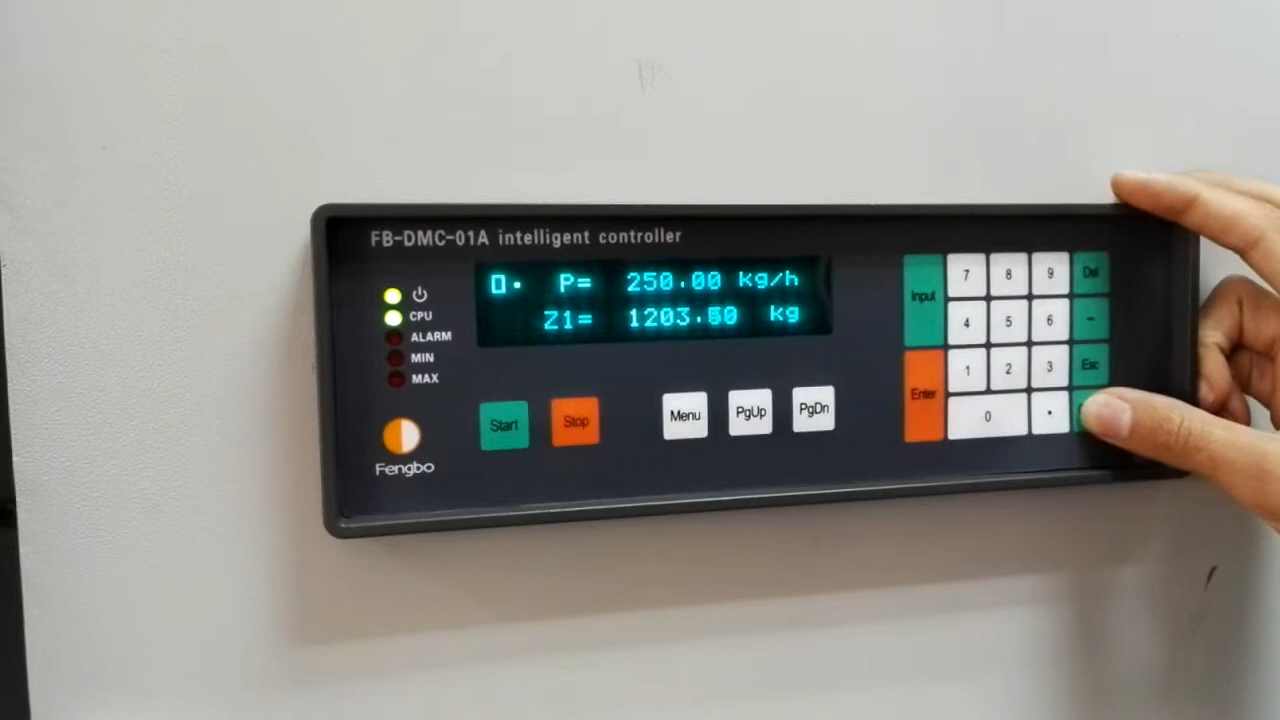 FB-DMC-01A intelligent controller
P= 250.00 kg/h
Z1= 1203.50 kg
CPU
ALARM
MIN
MAX
Fengbo
Start
Stop
Menu
PgUp
PgDn
Input
7
8
9
Del
4
5
6
-
Enter
1
2
3
Esc
0
.